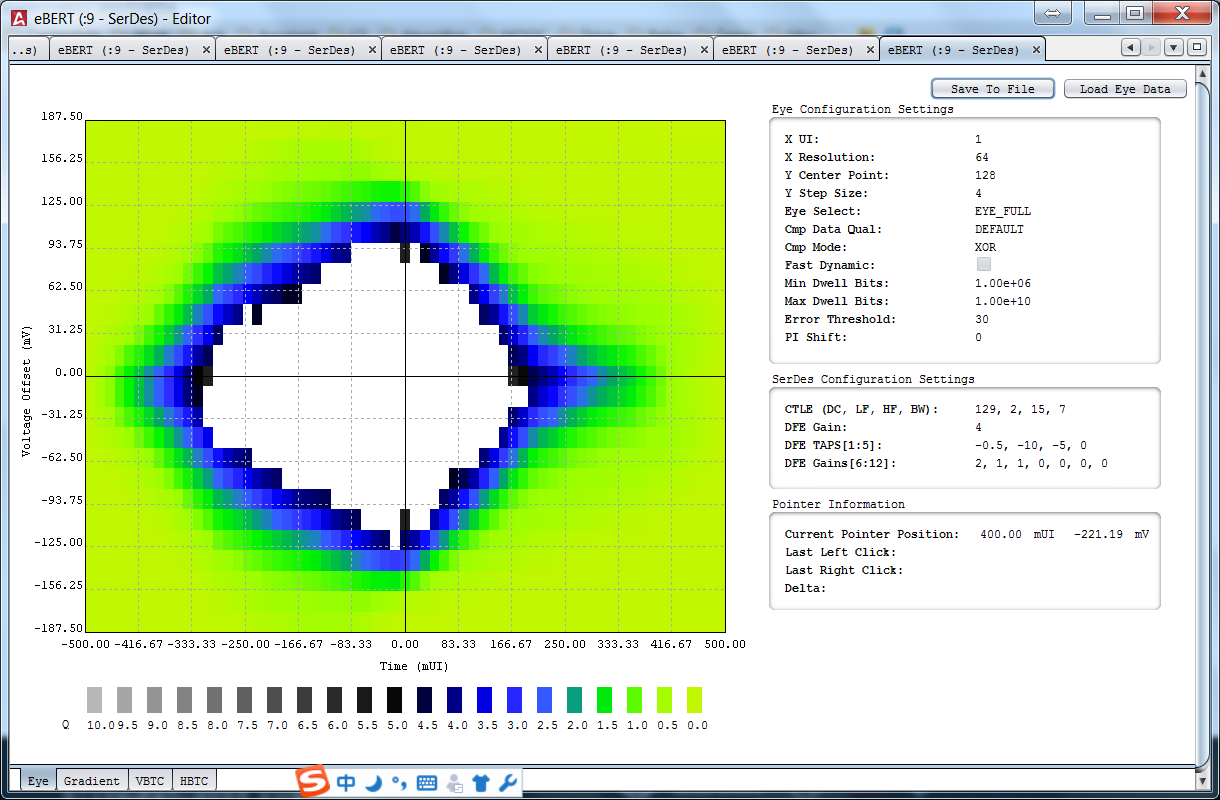 eBERT (:9 - SerDes) - Editor
..s) eBERT (:9 - SerDes) eBERT (:9 - SerDes) eBERT (:9 - SerDes) eBERT (:9 - SerDes) eBERT (:9 - SerDes) eBERT (:9 - SerDes)
Save To File Load Eye Data
Eye Configuration Settings
X UI: 1
X Resolution: 64
Y Center Point: 128
Y Step Size: 4
Eye Select: EYE_FULL
Cmp Data Qual: DEFAULT
Cmp Mode: XOR
Fast Dynamic:
Min Dwell Bits: 1.00e+06
Max Dwell Bits: 1.00e+10
Error Threshold: 30
PI Shift: 0
SerDes Configuration Settings
CTLE (DC, LF, HF, BW): 129, 2, 15, 7
DFE Gain: 4
DFE TAPS[1:5]: -0.5, -10, -5, 0
DFE Gains[6:12]: 2, 1, 1, 0, 0, 0, 0
Pointer Information
Current Pointer Position: 400.00 mUI -221.19 mV
Last Left Click:
Last Right Click:
Delta:
Voltage Offset (mV)
187.50
156.25
125.00
93.75
62.50
31.25
0.00
-31.25
-62.50
-93.75
-125.00
-156.25
-187.50
-500.00 -416.67 -333.33 -250.00 -166.67 -83.33 0.00 83.33 166.67 250.00 333.33 416.67 500.00
Time (mUI)
Q 10.0 9.5 9.0 8.5 8.0 7.5 7.0 6.5 6.0 5.5 5.0 4.5 4.0 3.5 3.0 2.5 2.0 1.5 1.0 0.5 0.0
Eye Gradient VBTC HBTC
中